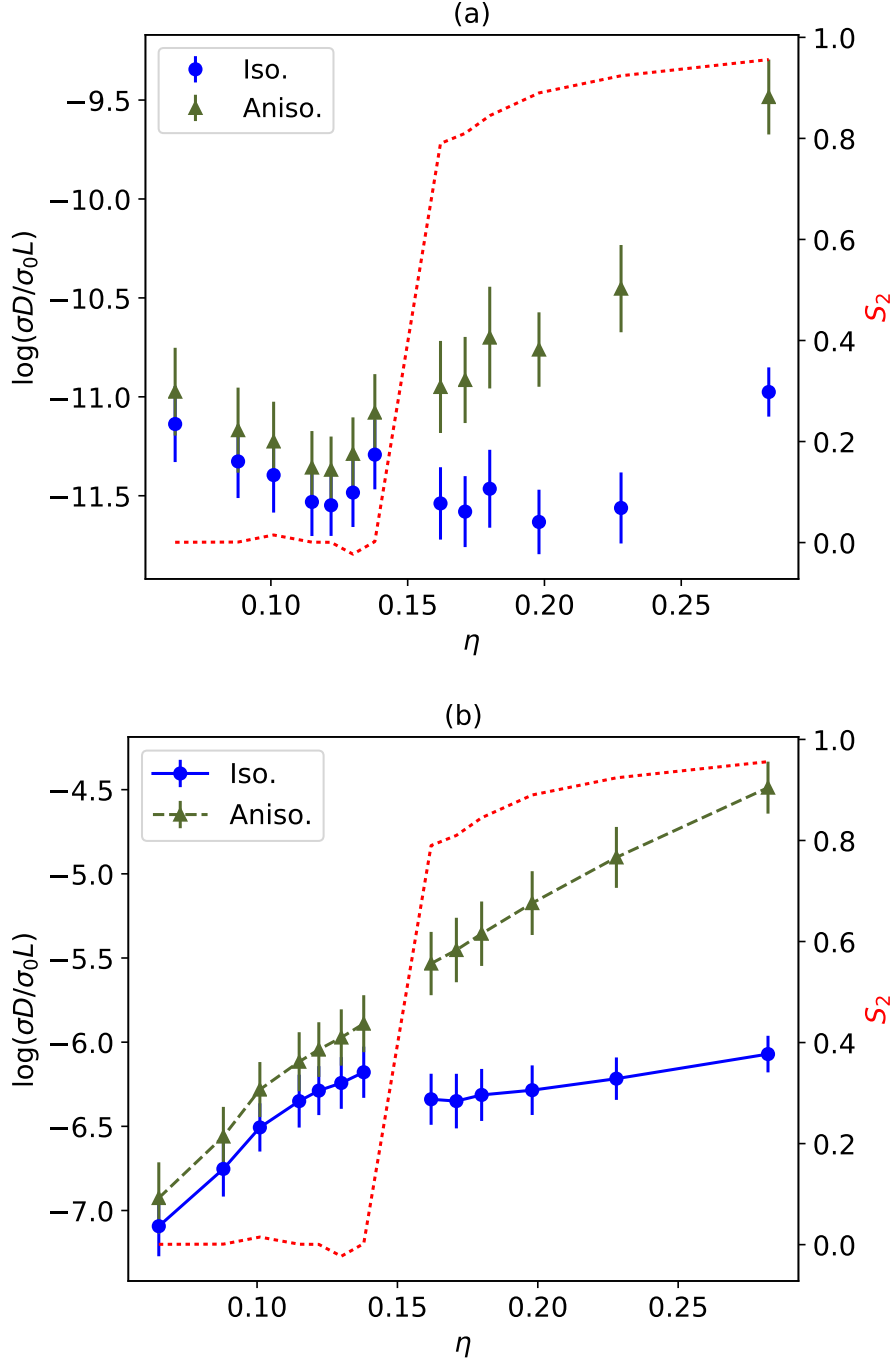 (a)
Iso.
Aniso.
−9.5
−10.0
−10.5
−11.0
−11.5
log(σD/σ₀L)
1.0
0.8
0.6
0.4
0.2
0.0
S₂
0.10
0.15
0.20
0.25
η
(b)
Iso.
Aniso.
−4.5
−5.0
−5.5
−6.0
−6.5
−7.0
log(σD/σ₀L)
1.0
0.8
0.6
0.4
0.2
0.0
S₂
0.10
0.15
0.20
0.25
η